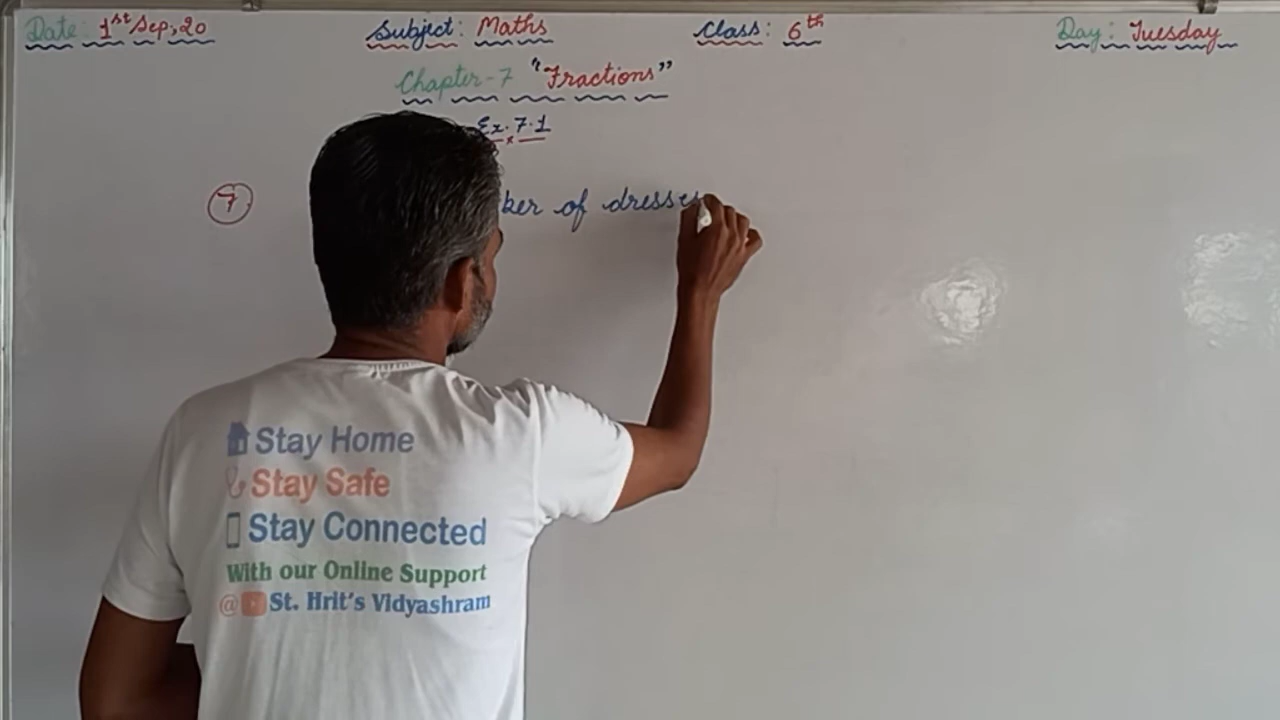 Date: 1st Sep, 20 Subject: Maths Class: 6th Day: Tuesday
Chapter-7 "Fractions"
Ex. 7.1
7 ber of dresses
Stay Home
Stay Safe
Stay Connected
With our Online Support
@ St. Hrit's Vidyashram